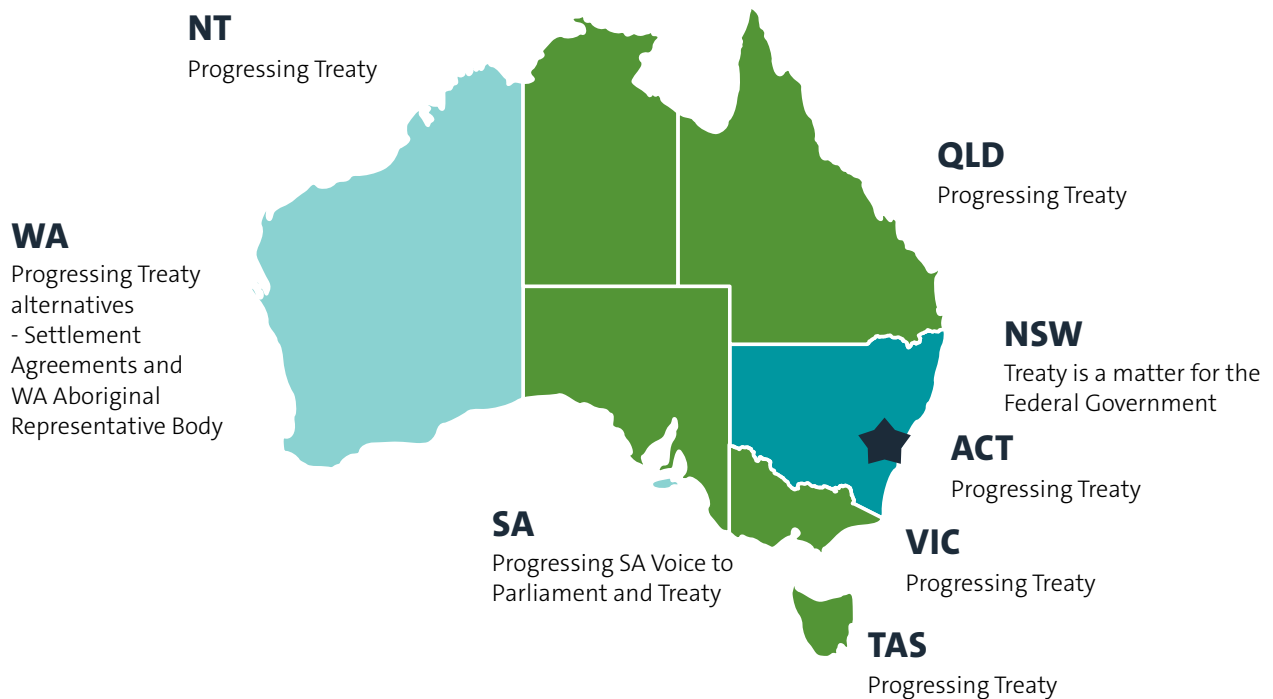 NT
Progressing Treaty
QLD
Progressing Treaty
WA
Progressing Treaty
alternatives
- Settlement
Agreements and
WA Aboriginal
Representative Body
NSW
Treaty is a matter for the
Federal Government
ACT
Progressing Treaty
SA
Progressing SA Voice to
Parliament and Treaty
VIC
Progressing Treaty
TAS
Progressing Treaty